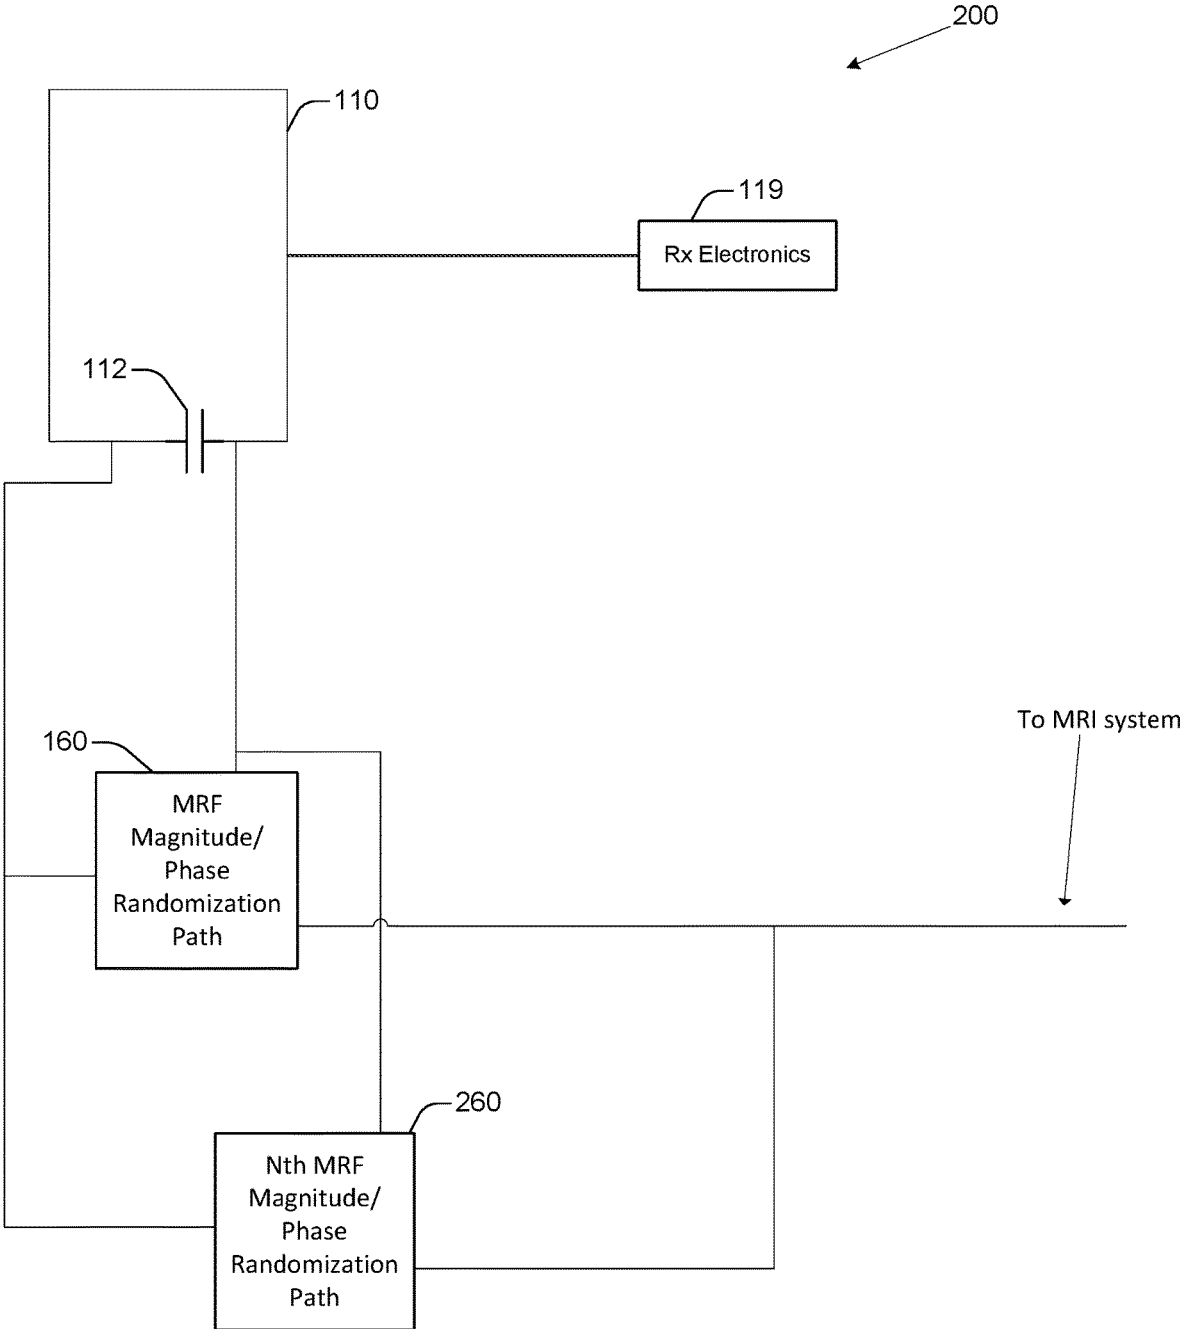 200
110
119
Rx Electronics
112
To MRI system
160
MRF
Magnitude/
Phase
Randomization
Path
260
Nth MRF
Magnitude/
Phase
Randomization
Path